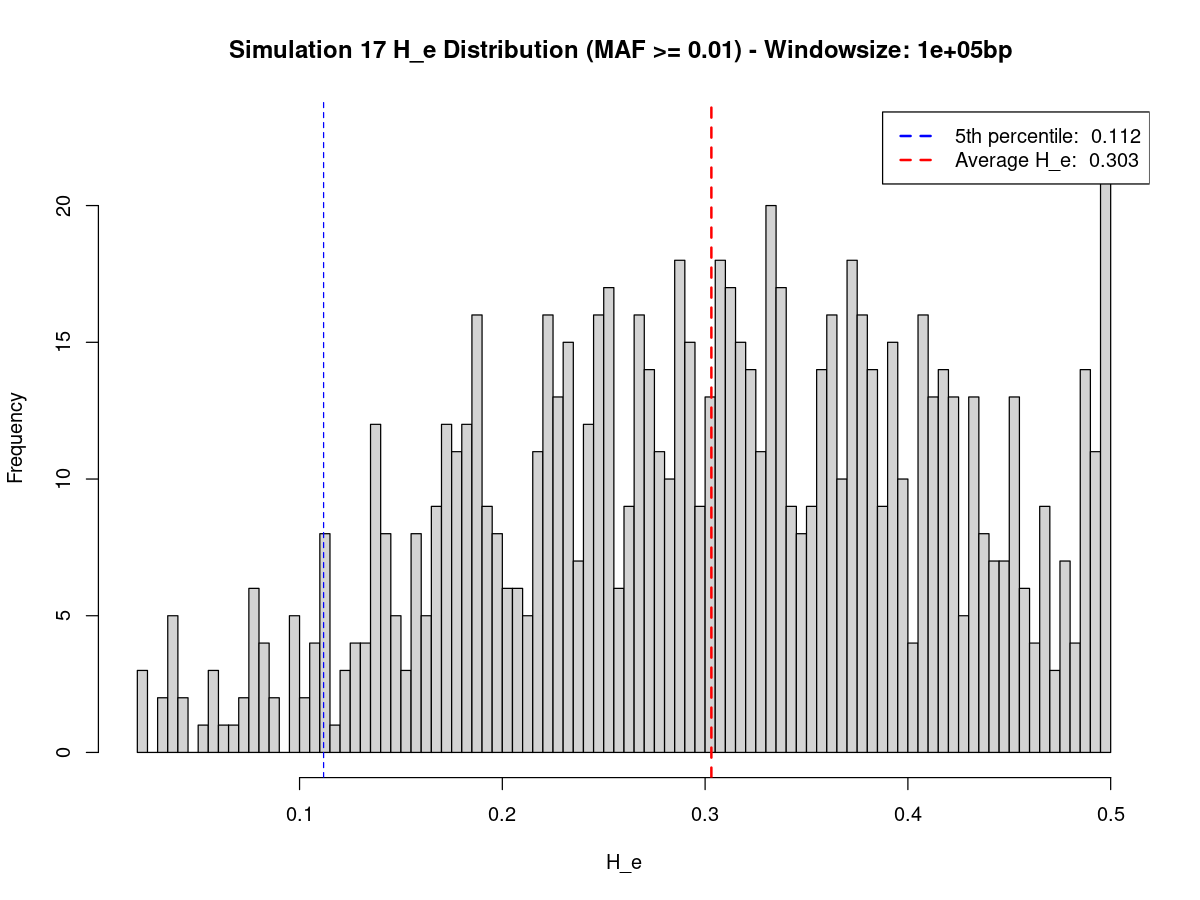 Simulation 17 H_e Distribution (MAF >= 0.01) - Windowsize: 1e+05bp
5th percentile: 0.112
Average H_e: 0.303
Frequency
20
15
10
5
0
0.1 0.2 0.3 0.4 0.5
H_e